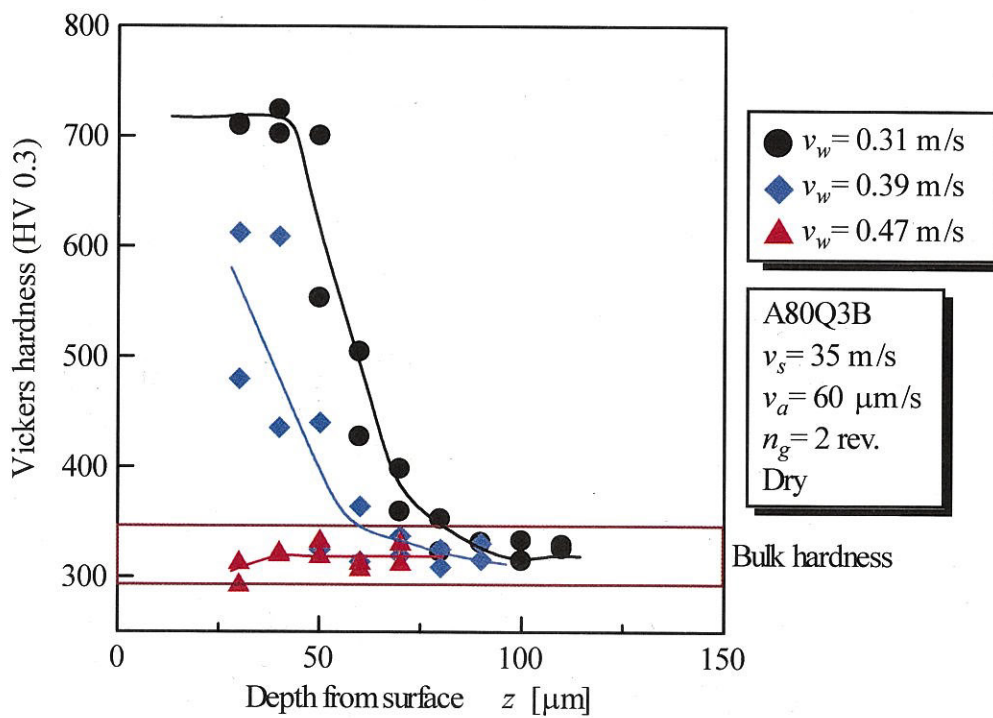 800
700
600
500
400
300
0
50
100
150
Vickers hardness (HV 0.3)
Depth from surface z [μm]
v_w = 0.31 m/s
v_w = 0.39 m/s
v_w = 0.47 m/s
A80Q3B
v_s = 35 m/s
v_a = 60 μm/s
n_g = 2 rev.
Dry
Bulk hardness